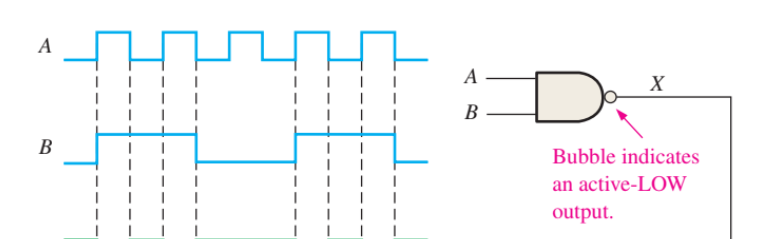 A
B
A
B
X
Bubble indicates
an active-LOW
output.